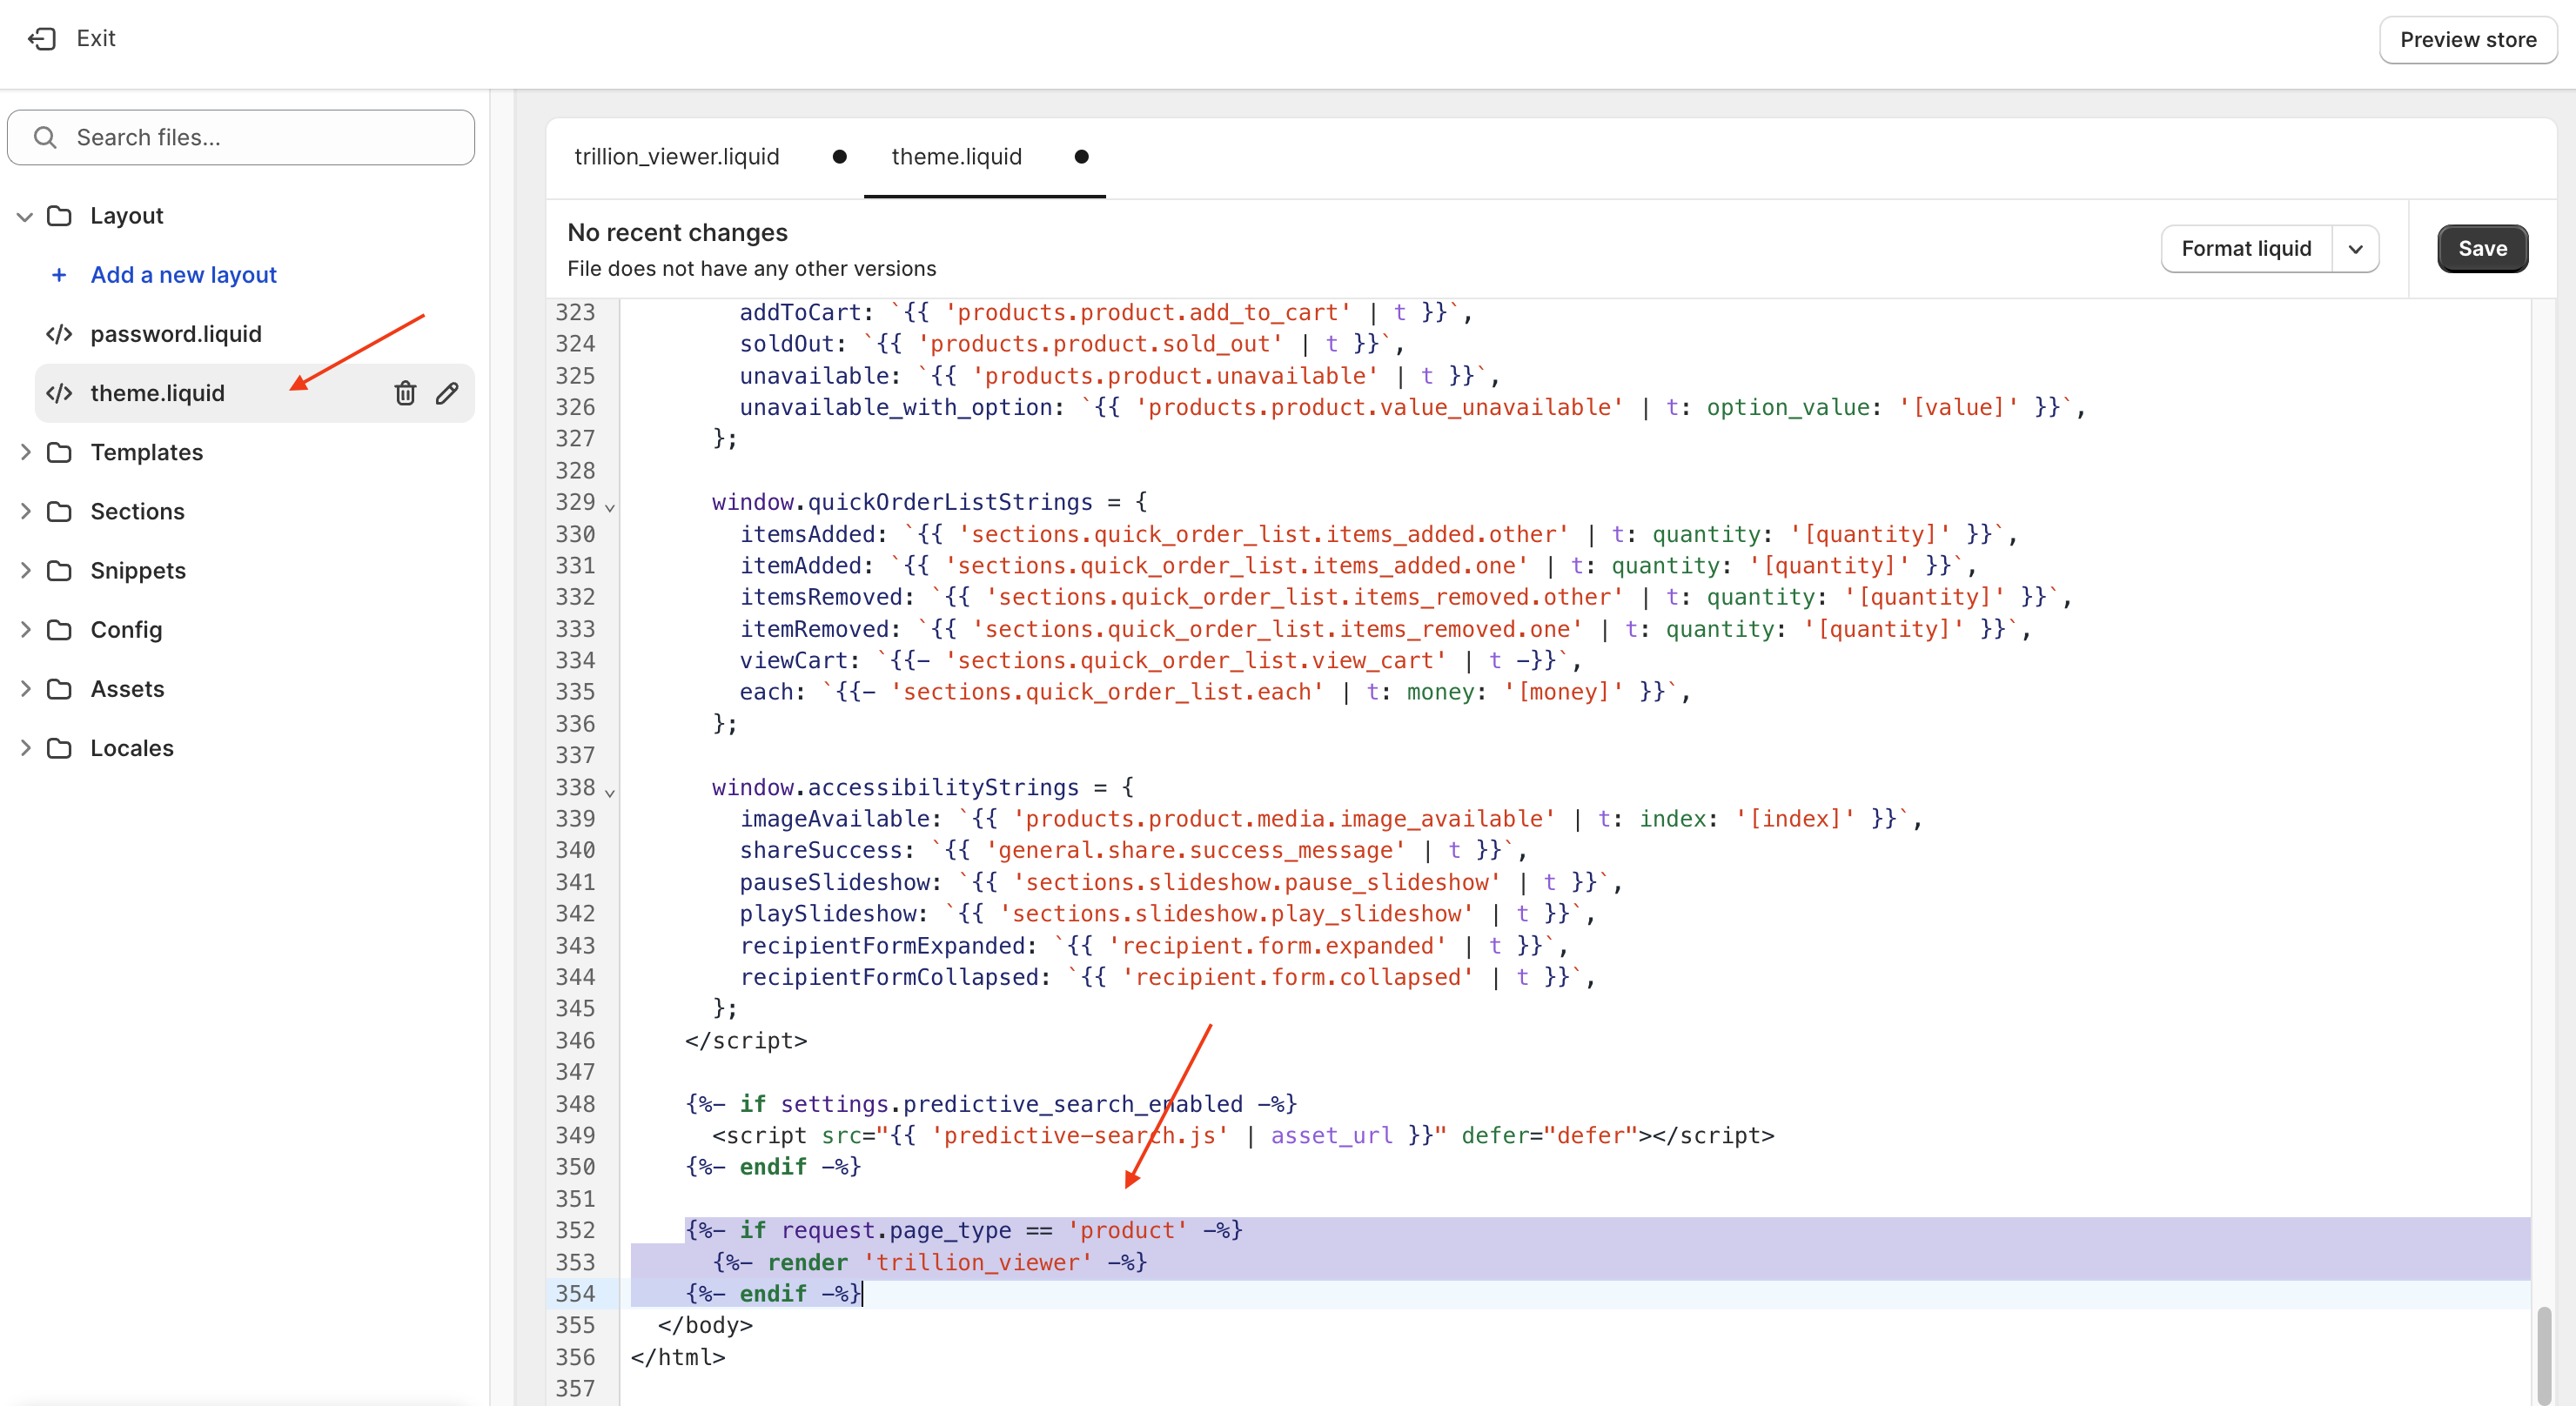 Exit
Preview store
Search files...
Layout
Add a new layout
password.liquid
theme.liquid
Templates
Sections
Snippets
Config
Assets
Locales
trillion_viewer.liquid
theme.liquid
No recent changes
File does not have any other versions
Format liquid
Save
323 addToCart: `{{ 'products.product.add_to_cart' | t }}`,
324 soldOut: `{{ 'products.product.sold_out' | t }}`,
325 unavailable: `{{ 'products.product.unavailable' | t }}`,
326 unavailable_with_option: `{{ 'products.product.value_unavailable' | t: option_value: '[value]' }}`,
327 };
328
329 window.quickOrderListStrings = {
330 itemsAdded: `{{ 'sections.quick_order_list.items_added.other' | t: quantity: '[quantity]' }}`,
331 itemAdded: `{{ 'sections.quick_order_list.items_added.one' | t: quantity: '[quantity]' }}`,
332 itemsRemoved: `{{ 'sections.quick_order_list.items_removed.other' | t: quantity: '[quantity]' }}`,
333 itemRemoved: `{{ 'sections.quick_order_list.items_removed.one' | t: quantity: '[quantity]' }}`,
334 viewCart: `{{- 'sections.quick_order_list.view_cart' | t -}}`,
335 each: `{{- 'sections.quick_order_list.each' | t: money: '[money]' }}`,
336 };
337
338 window.accessibilityStrings = {
339 imageAvailable: `{{ 'products.product.media.image_available' | t: index: '[index]' }}`,
340 shareSuccess: `{{ 'general.share.success_message' | t }}`,
341 pauseSlideshow: `{{ 'sections.slideshow.pause_slideshow' | t }}`,
342 playSlideshow: `{{ 'sections.slideshow.play_slideshow' | t }}`,
343 recipientFormExpanded: `{{ 'recipient.form.expanded' | t }}`,
344 recipientFormCollapsed: `{{ 'recipient.form.collapsed' | t }}`,
345 };
346 </script>
347
348 {%- if settings.predictive_search_enabled -%}
349 <script src="{{ 'predictive-search.js' | asset_url }}" defer="defer"></script>
350 {%- endif -%}
351
352 {%- if request.page_type == 'product' -%}
353 {%- render 'trillion_viewer' -%}
354 {%- endif -%}
355 </body>
356 </html>
357